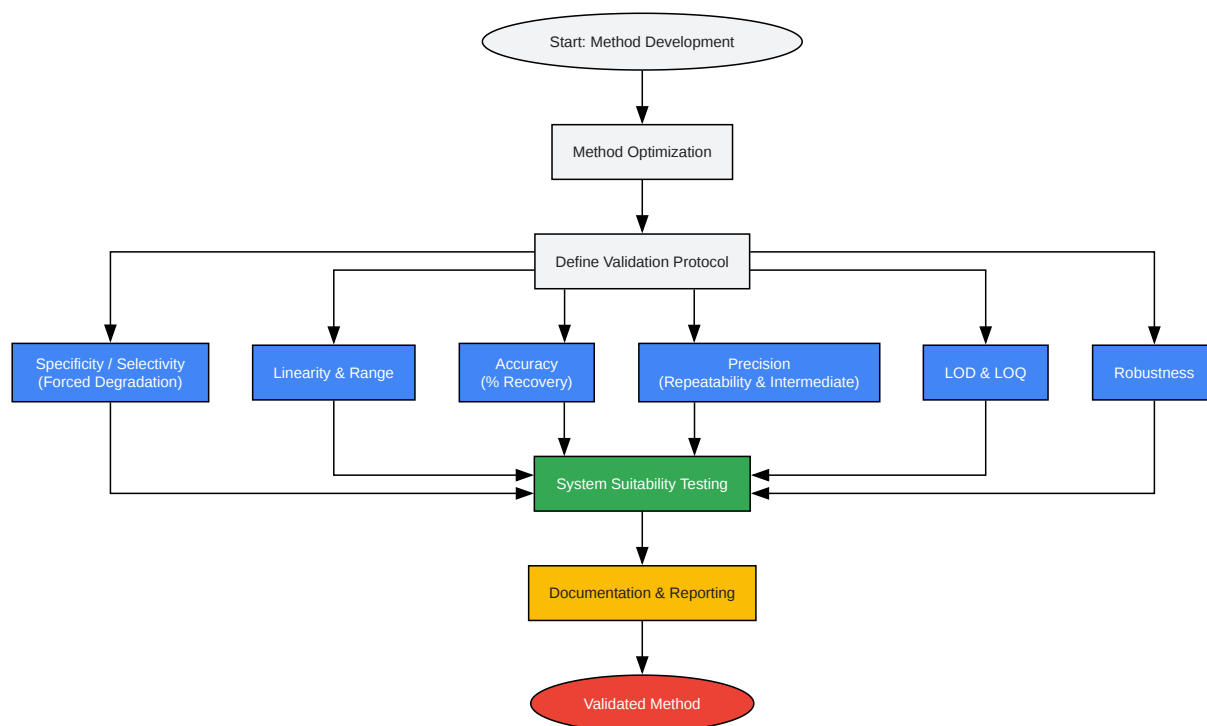 Start: Method Development
Method Optimization
Define Validation Protocol
Specificity / Selectivity
(Forced Degradation)
Linearity & Range
Accuracy
(% Recovery)
Precision
(Repeatability & Intermediate)
LOD & LOQ
Robustness
System Suitability Testing
Documentation & Reporting
Validated Method